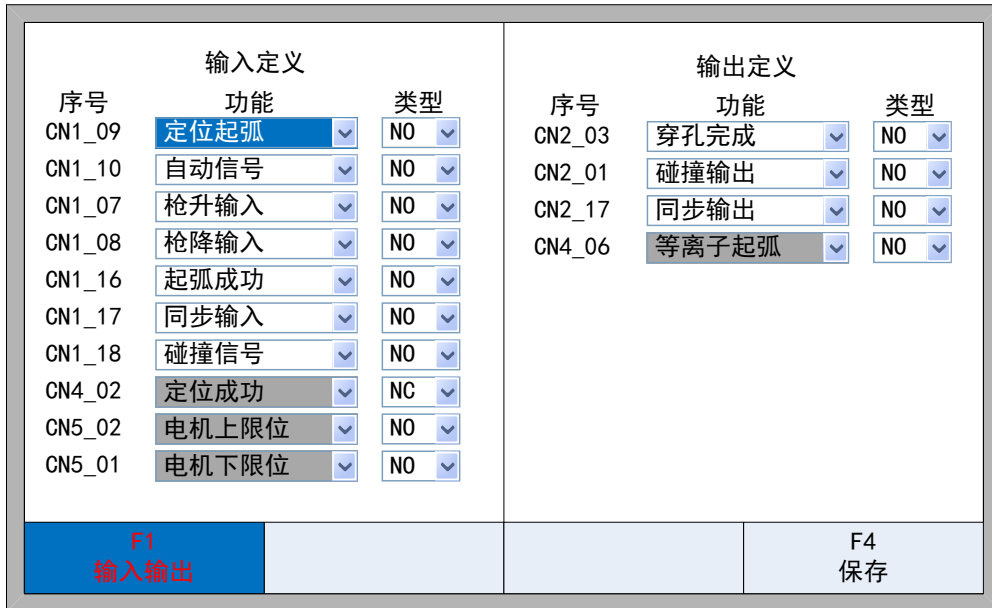 输入定义
序号 功能 类型
CN1_09 定位起弧 NO
CN1_10 自动信号 NO
CN1_07 枪升输入 NO
CN1_08 枪降输入 NO
CN1_16 起弧成功 NO
CN1_17 同步输入 NO
CN1_18 碰撞信号 NO
CN4_02 定位成功 NC
CN5_02 电机上限位 NO
CN5_01 电机下限位 NO
输出定义
序号 功能 类型
CN2_03 穿孔完成 NO
CN2_01 碰撞输出 NO
CN2_17 同步输出 NO
CN4_06 等离子起弧 NO
F1
输入输出
F4
保存